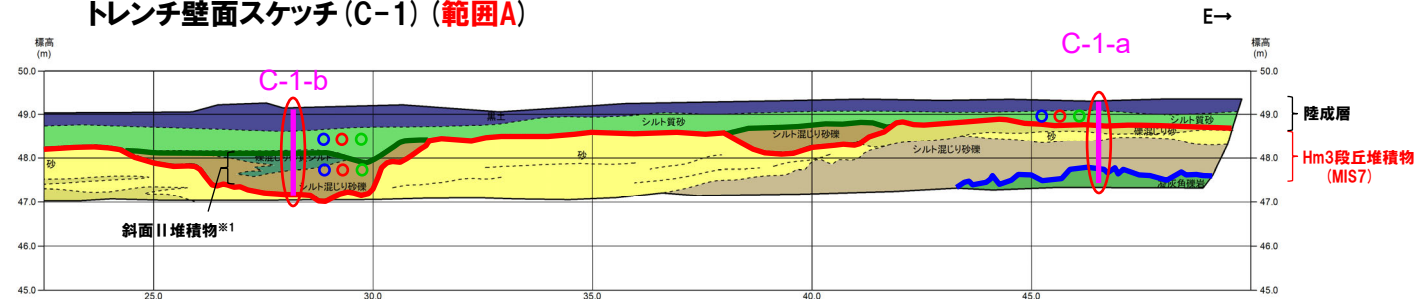 トレンチ壁面スケッチ(C-1)(範囲A)
E→
標高
(m)
標高
(m)
C-1-b
C-1-a
50.0
49.0
48.0
47.0
46.0
45.0
50.0
49.0
48.0
47.0
46.0
45.0
黒土
シルト質砂
シルト質砂
シルト混じり砂礫
砂
礫混じり砂
シルト混じり砂礫
砂
砂
シルト混じり砂礫
凝灰角礫岩
斜面II堆積物※1
陸成層
Hm3段丘堆積物
(MIS7)
25.0
30.0
35.0
40.0
45.0